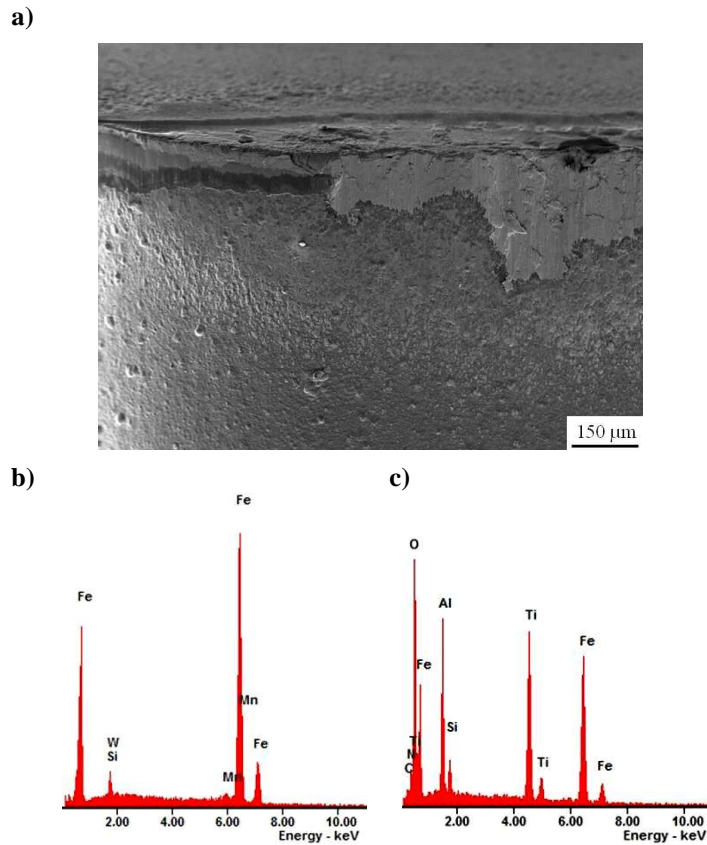 a)
150 µm
b)
c)
Fe
Fe
W
Si
Mn
Mn
Fe
2.00 4.00 6.00 8.00 10.00
Energy - keV
O
Al
Fe
Ti
N
C
Si
Ti
Ti
Fe
Fe
2.00 4.00 6.00 8.00 10.00
Energy - keV